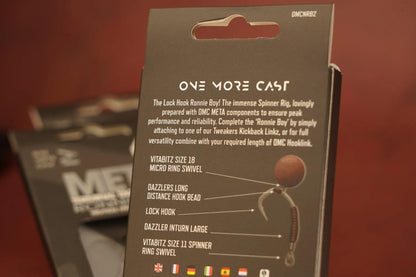 OMCNRB2
ONE MORE CAST
The Lock Hook Ronnie Boy! The immense Spinner Rig, lovingly
prepared with OMC META components to ensure peak
performance and reliability. Complete the 'Ronnie Boy' by simply
attaching to one of our Tweakers Kickback Linkz, or for full
versatility combine with your required length of OMC Hooklink.
VITABITZ SIZE 18
MICRO RING SWIVEL
DAZZLERS LONG
DISTANCE HOOK BEAD
LOCK HOOK
DAZZLER INTURN LARGE
VITABITZ SIZE 11 SPINNER
RING SWIVEL
META